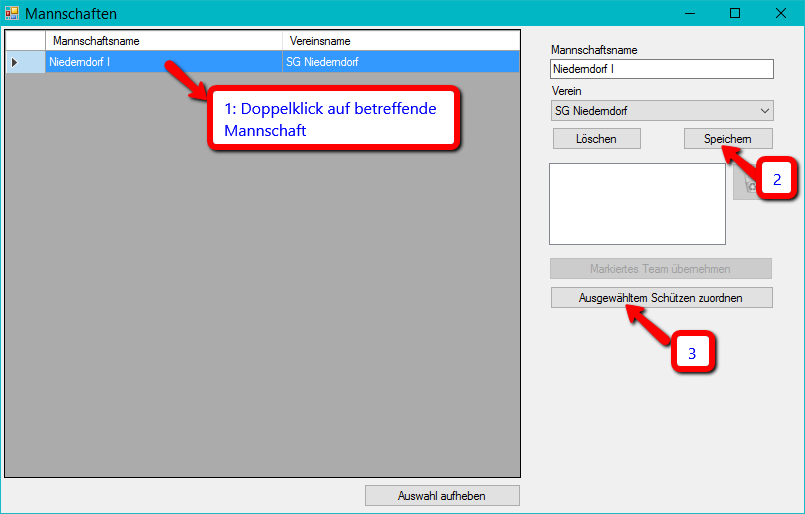 Mannschaften
Mannschaftsname Vereinsname
Niederndorf I SG Niederndorf
1: Doppelklick auf betreffende
Mannschaft
Mannschaftsname
Niederndorf I
Verein
SG Niederndorf
Löschen Speichern
2
Markiertes Team übernehmen
Ausgewähltem Schützen zuordnen
3
Auswahl aufheben